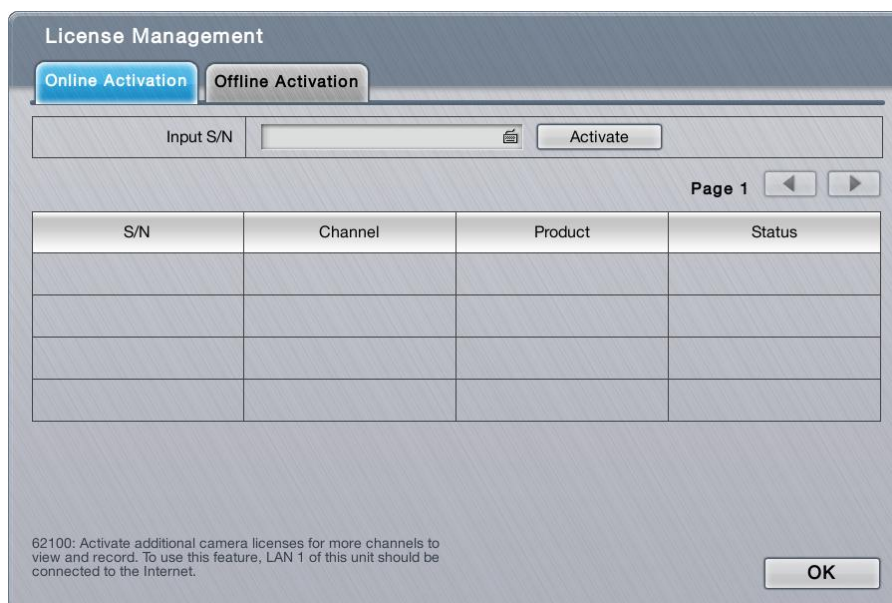 License Management
Online Activation Offline Activation
Input S/N Activate
Page 1
S/N Channel Product Status
62100: Activate additional camera licenses for more channels to
view and record. To use this feature, LAN 1 of this unit should be
connected to the Internet.
OK